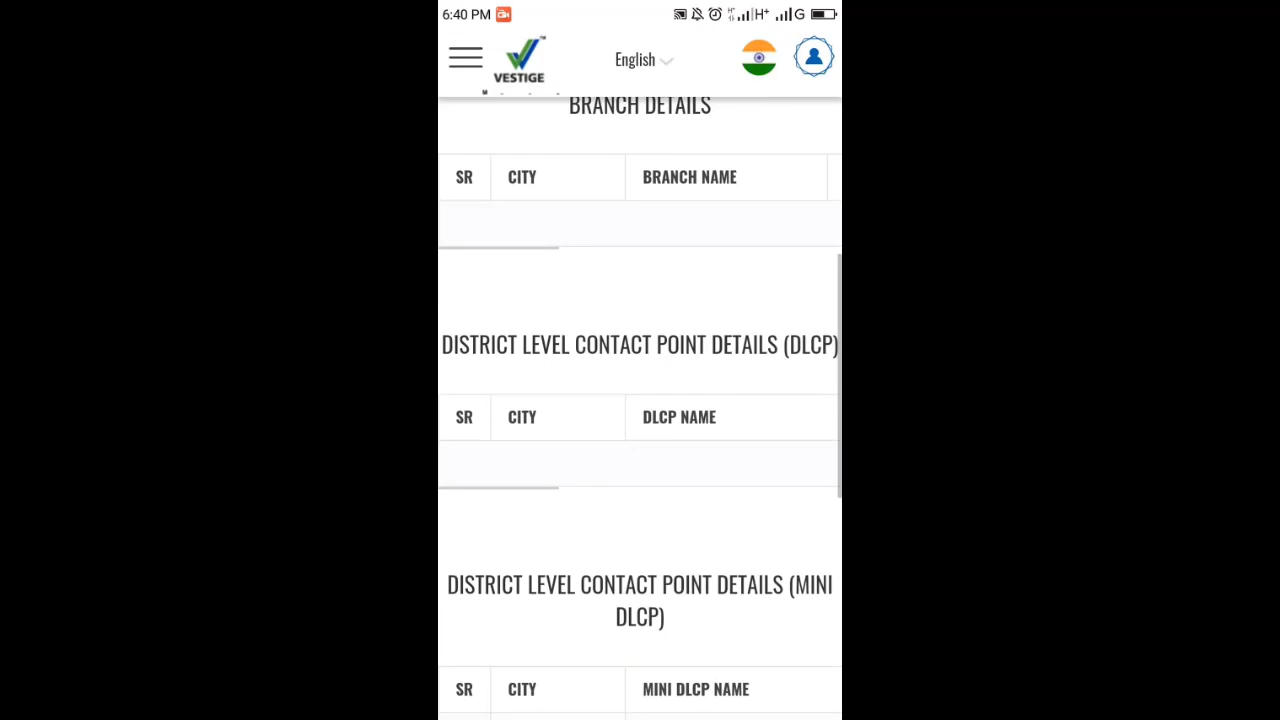 6:40 PM H+ G
VESTIGE
English
BRANCH DETAILS
SR CITY BRANCH NAME
DISTRICT LEVEL CONTACT POINT DETAILS (DLCP)
SR CITY DLCP NAME
DISTRICT LEVEL CONTACT POINT DETAILS (MINI
DLCP)
SR CITY MINI DLCP NAME